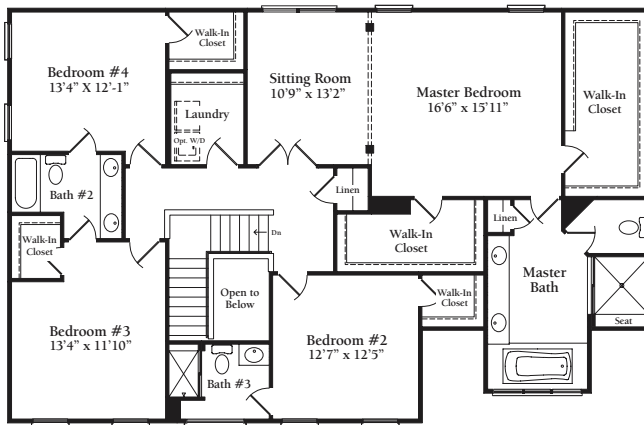 Walk-In
Closet
Bedroom #4
13'4" X 12'-1"
Sitting Room
10'9" x 13'2"
Master Bedroom
16'6" x 15'11"
Walk-In
Closet
Laundry
Opt. W/D
Bath #2
Linen
Linen
Walk-In
Closet
Dn
Walk-In
Closet
Master
Bath
Open to
Below
Walk-In
Closet
Seat
Bedroom #3
13'4" x 11'10"
Bedroom #2
12'7" x 12'5"
Bath #3